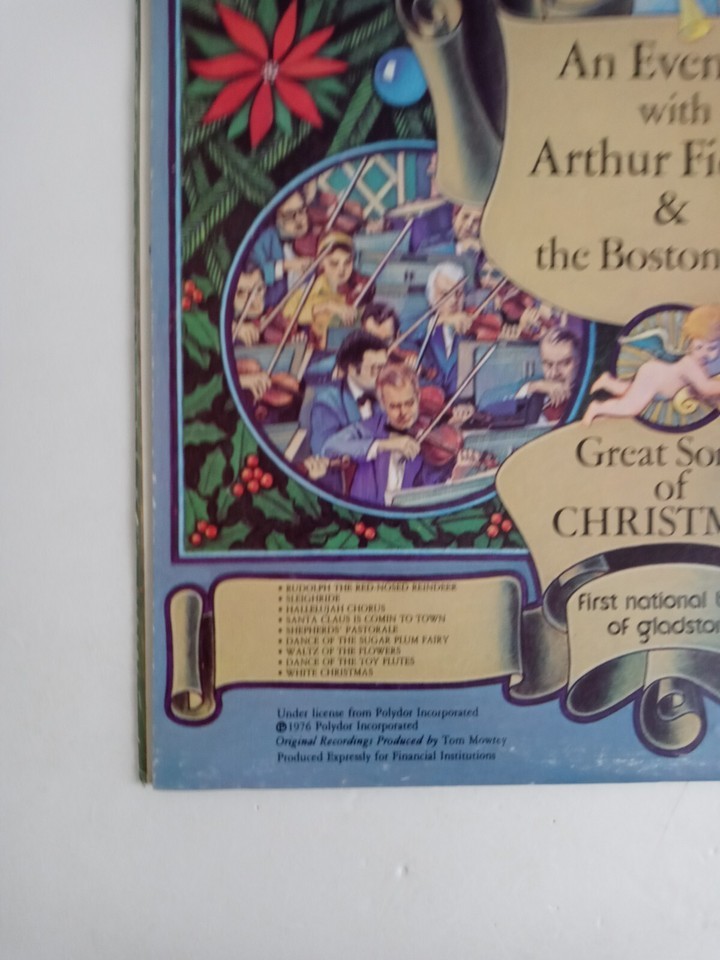 An Even
with
Arthur Fie
&
the Boston
Great Son
of
CHRISTM
First national
of gladston
• RUDOLPH THE RED-NOSED REINDEER
• SLEIGHRIDE
• HALLELUJAH CHORUS
• SANTA CLAUS IS COMIN TO TOWN
• SHEPHERDS' PASTORALE
• DANCE OF THE SUGAR PLUM FAIRY
• WALTZ OF THE FLOWERS
• DANCE OF THE TOY FLUTES
• WHITE CHRISTMAS
Under license from Polydor Incorporated
℗1976 Polydor Incorporated
Original Recordings Produced by Tom Mowrey
Produced Expressly for Financial Institutions